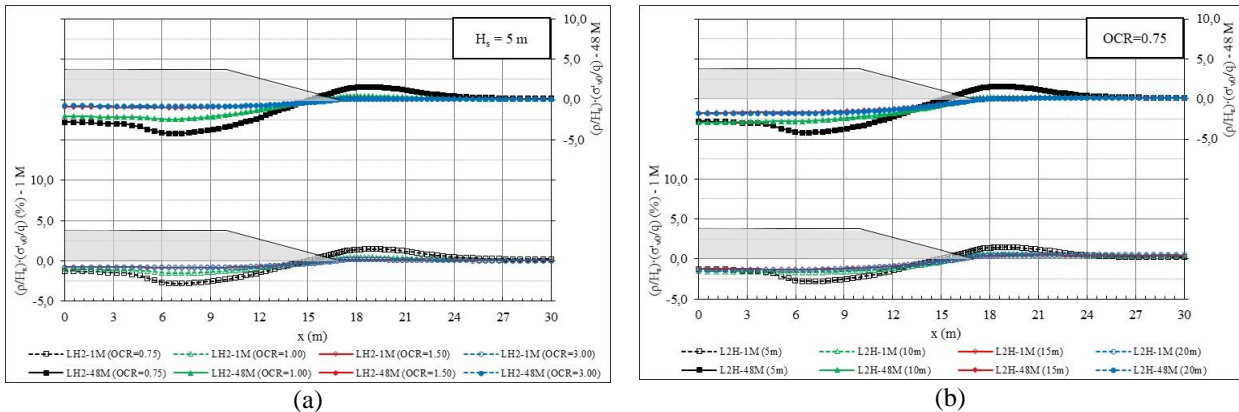 (a)
H_s = 5 m
10,0
5,0
0,0
-5,0
(ρ/H_s)·(σ'_v0/q) - 48 M
10,0
5,0
0,0
-5,0
(ρ/H_s)·(σ'_v0/q) (%) - 1 M
0 3 6 9 12 15 18 21 24 27 30
x (m)
LH2-1M (OCR=0.75) LH2-1M (OCR=1.00) LH2-1M (OCR=1.50) LH2-1M (OCR=3.00)
LH2-48M (OCR=0.75) LH2-48M (OCR=1.00) LH2-48M (OCR=1.50) LH2-48M (OCR=3.00)
(a)
(b)
OCR=0.75
10,0
5,0
0,0
-5,0
(ρ/H_s)·(σ'_v0/q) - 48 M
10,0
5,0
0,0
-5,0
(ρ/H_s)·(σ'_v0/q) (%) - 1 M
0 3 6 9 12 15 18 21 24 27 30
x (m)
L2H-1M (5m) L2H-1M (10m) L2H-1M (15m) L2H-1M (20m)
L2H-48M (5m) L2H-48M (10m) L2H-48M (15m) L2H-48M (20m)
(b)